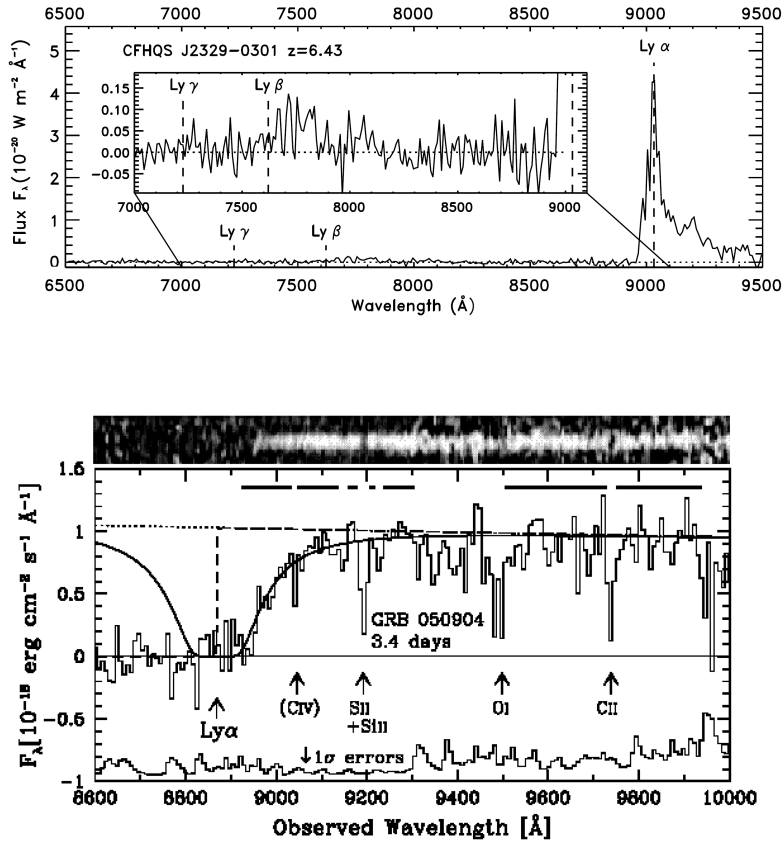 6500 7000 7500 8000 8500 9000 9500
CFHQS J2329-0301 z=6.43
Ly α
Ly γ Ly β
0.15
0.10
0.05
0.00
-0.05
7000 7500 8000 8500 9000
Ly γ Ly β
5
4
3
2
1
0
Flux Fλ (10⁻²⁰ W m⁻² Å⁻¹)
6500 7000 7500 8000 8500 9000 9500
Wavelength (Å)
1.5
1
0.5
0
-0.5
-1
Fλ[10⁻¹⁸ erg cm⁻² s⁻¹ Å⁻¹]
GRB 050904
3.4 days
Lyα
(CIV)
SII
+SiII
OI
CII
↓1σ errors
8600 8800 9000 9200 9400 9600 9800 10000
Observed Wavelength [Å]